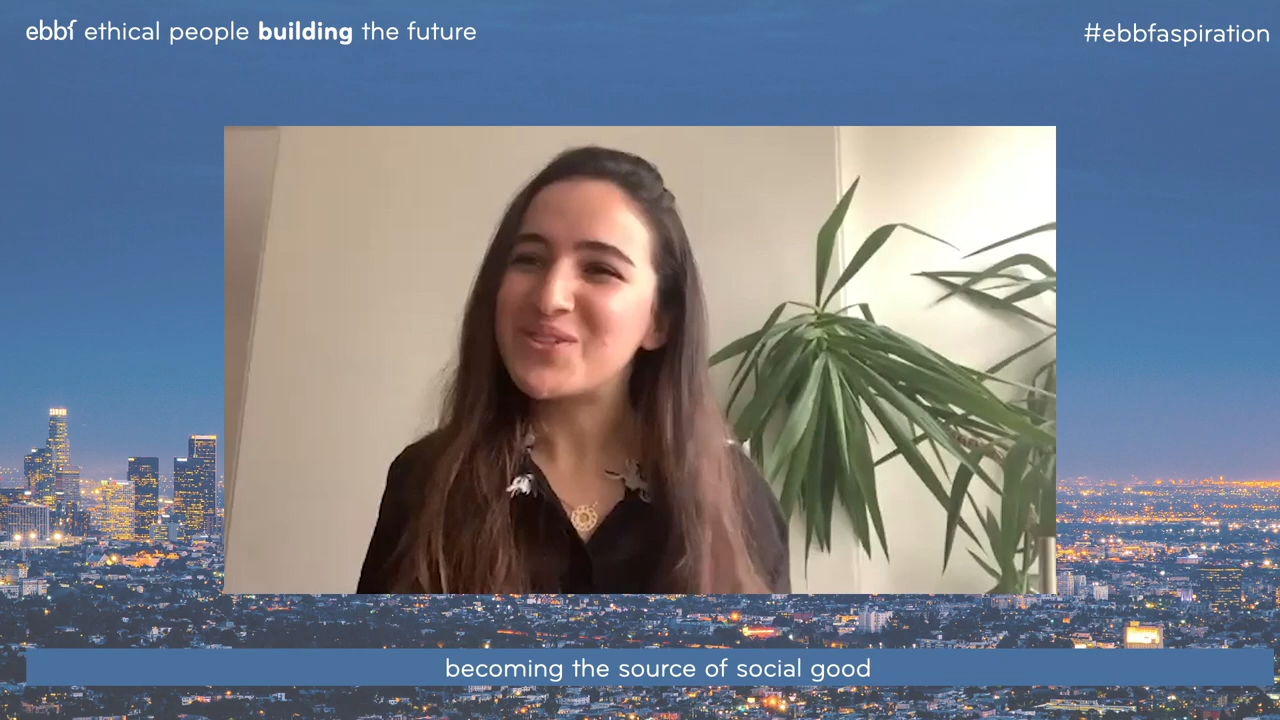 ebbf ethical people building the future
#ebbfaspiration
becoming the source of social good